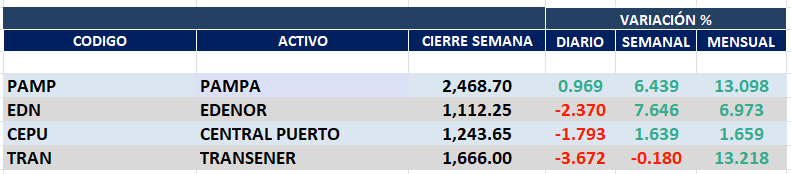 VARIACIÓN %
CODIGO ACTIVO CIERRE SEMANA DIARIO SEMANAL MENSUAL
PAMP PAMPA 2,468.70 0.969 6.439 13.098
EDN EDENOR 1,112.25 -2.370 7.646 6.973
CEPU CENTRAL PUERTO 1,243.65 -1.793 1.639 1.659
TRAN TRANSENER 1,666.00 -3.672 -0.180 13.218